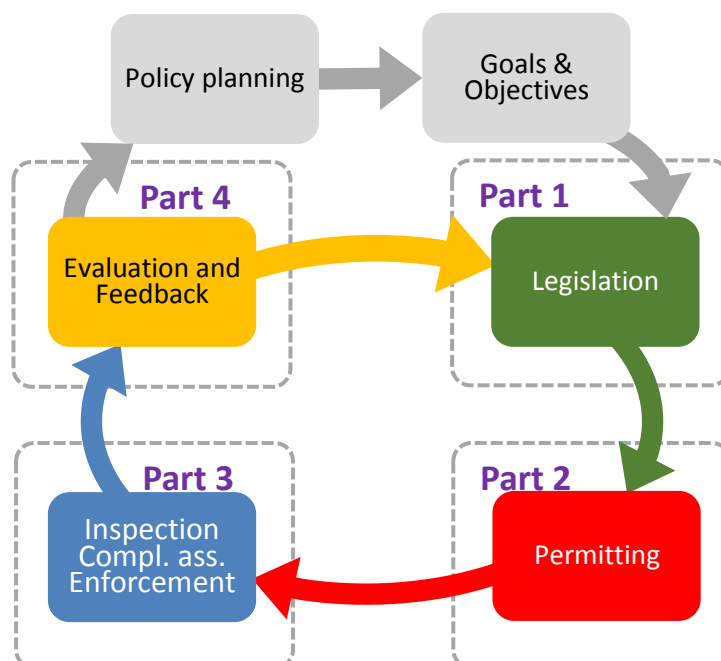 Policy planning
Goals &
Objectives
Part 4
Evaluation and
Feedback
Part 1
Legislation
Part 3
Inspection
Compl. ass.
Enforcement
Part 2
Permitting